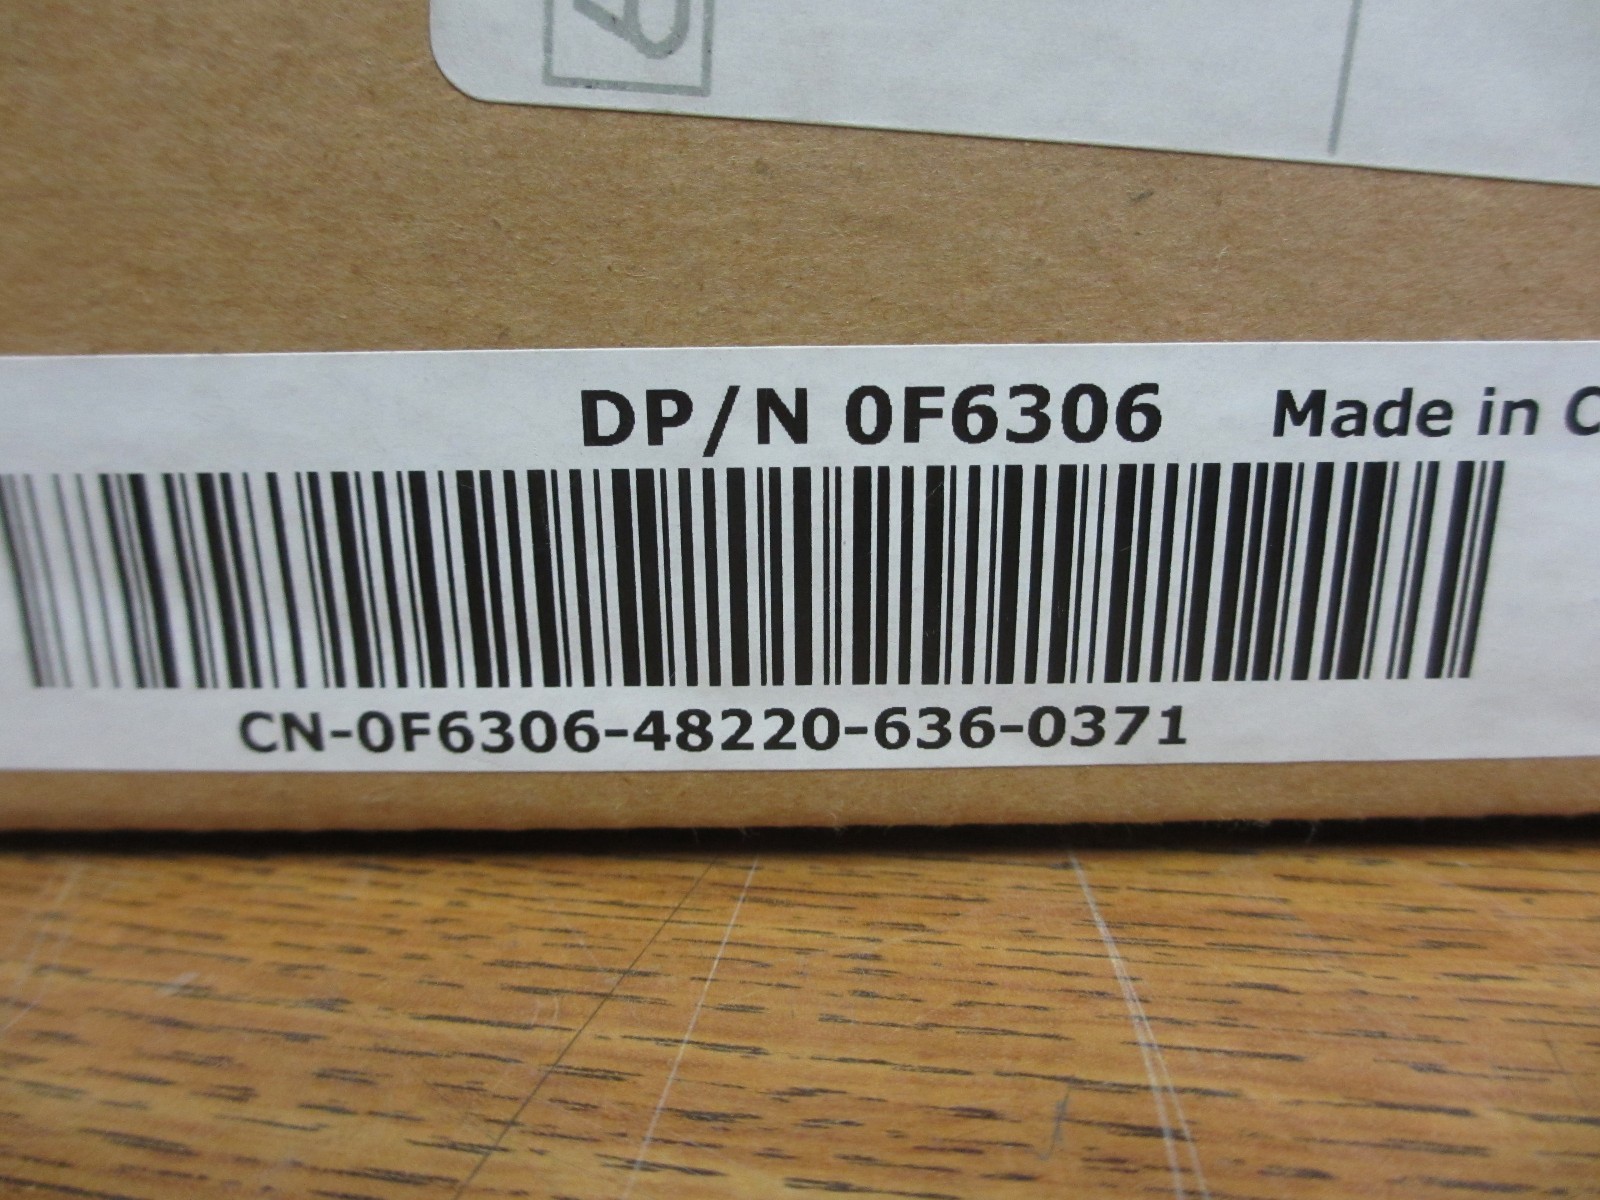 DP/N 0F6306 Made in C
CN-0F6306-48220-636-0371